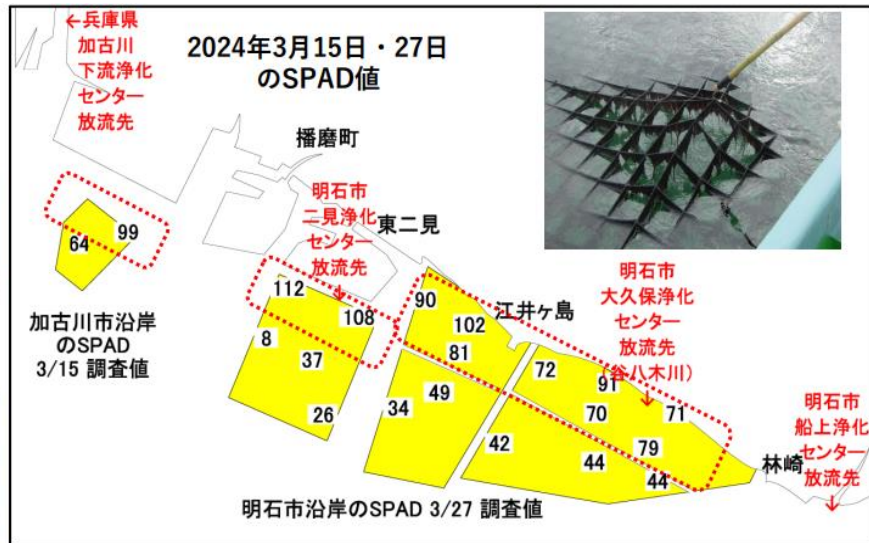 ←兵庫県
加古川
下流浄化
センター
放流先
2024年3月15日・27日
のSPAD値
播磨町
明石市
二見浄化
センター
放流先
↓
東二見
99
64
加古川市沿岸
のSPAD
3/15 調査値
112
108
8
37
26
90
102
81
江井ヶ島
明石市
大久保浄化
センター
放流先
(谷八木川)
↓
34
49
72
91
70
71
79
42
44
44
林崎
明石市
船上浄化
センター
放流先
↓
明石市沿岸のSPAD 3/27 調査値